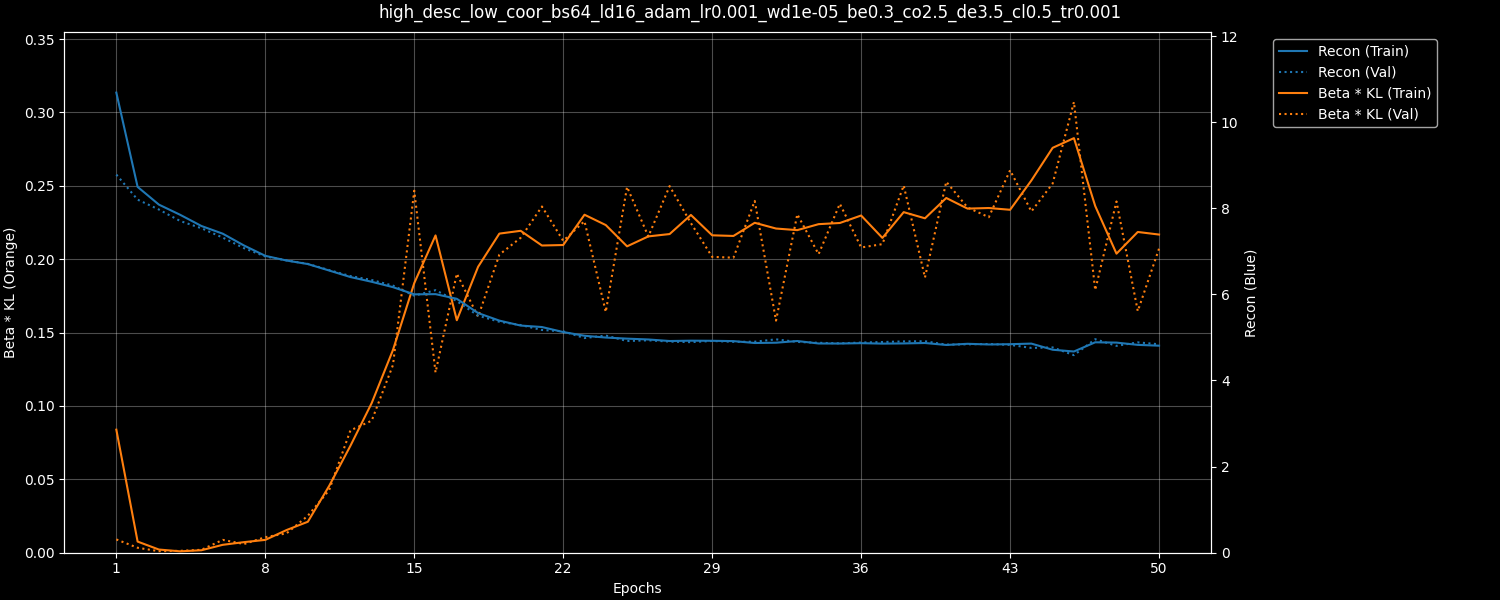 high_desc_low_coor_bs64_ld16_adam_lr0.001_wd1e-05_be0.3_co2.5_de3.5_cl0.5_tr0.001
0.35
0.30
0.25
0.20
0.15
0.10
0.05
0.00
Beta * KL (Orange)
12
10
8
6
4
2
0
Recon (Blue)
1
8
15
22
29
36
43
50
Epochs
Recon (Train)
Recon (Val)
Beta * KL (Train)
Beta * KL (Val)